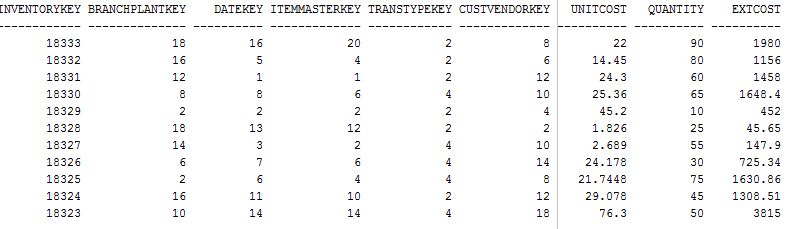 INVENTORYKEY BRANCHPLANTKEY DATEKEY ITEMMASTERKEY TRANSTYPEKEY CUSTVENDORKEY UNITCOST QUANTITY EXTCOST
------------ -------------- ---------- ------------- ------------ ------------- ---------- ---------- ----------
18333 18 16 20 2 8 22 90 1980
18332 16 5 4 2 6 14.45 80 1156
18331 12 1 1 2 12 24.3 60 1458
18330 8 8 6 4 10 25.36 65 1648.4
18329 2 2 2 2 4 45.2 10 452
18328 18 13 12 2 2 1.826 25 45.65
18327 14 3 2 4 10 2.689 55 147.9
18326 6 7 6 4 14 24.178 30 725.34
18325 2 6 4 4 8 21.7448 75 1630.86
18324 16 11 10 2 12 29.078 45 1308.51
18323 10 14 14 4 18 76.3 50 3815